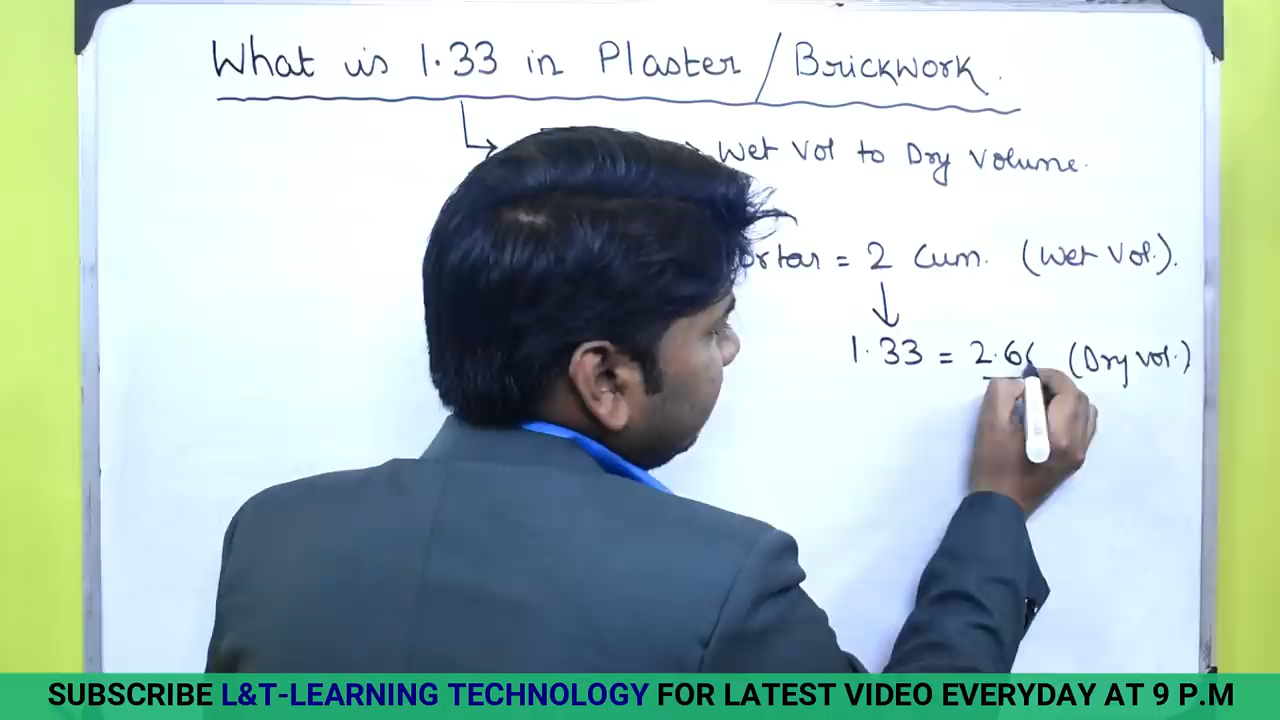 What is 1.33 in Plaster / Brickwork.
Wet Vol to Dry Volume.
= 2 Cum. (Wet Vol.).
1.33 = 2.66 (Dry vol.)
SUBSCRIBE L&T-LEARNING TECHNOLOGY FOR LATEST VIDEO EVERYDAY AT 9 P.M